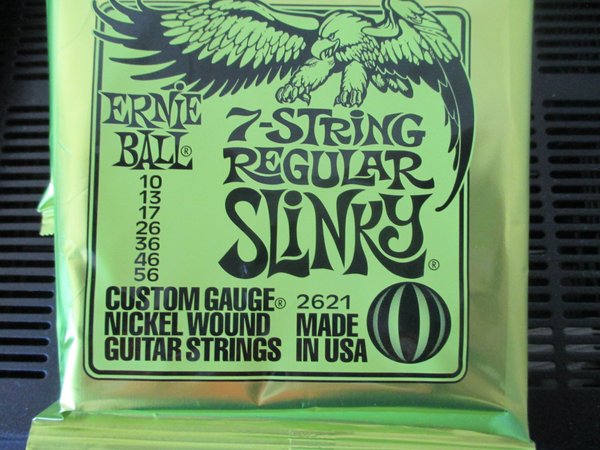 ERNIE
BALL®
10
13
17
26
36
46
56
7-STRING
REGULAR
SLINKY®
CUSTOM GAUGE®
NICKEL WOUND
GUITAR STRINGS
2621
MADE
IN USA